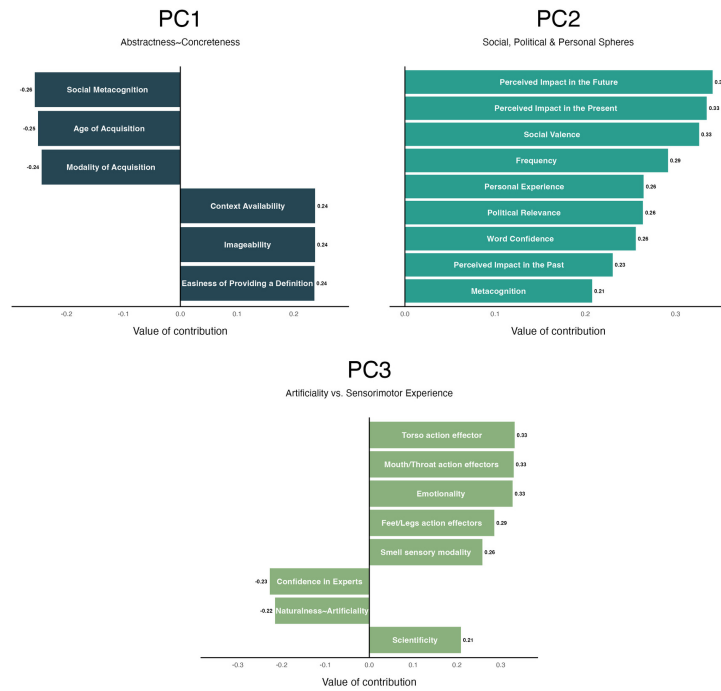 PC1
Abstractness~Concreteness
-0.26 Social Metacognition
-0.25 Age of Acquisition
-0.24 Modality of Acquisition
Context Availability 0.24
Imageability 0.24
Easiness of Providing a Definition 0.24
-0.2 -0.1 0.0 0.1 0.2
Value of contribution
PC2
Social, Political & Personal Spheres
Perceived Impact in the Future
Perceived Impact in the Present 0.33
Social Valence 0.33
Frequency 0.29
Personal Experience 0.26
Political Relevance 0.26
Word Confidence 0.26
Perceived Impact in the Past 0.23
Metacognition 0.21
0.0 0.1 0.2 0.3
Value of contribution
PC3
Artificiality vs. Sensorimotor Experience
Torso action effector 0.33
Mouth/Throat action effectors 0.33
Emotionality 0.33
Feet/Legs action effectors 0.29
Smell sensory modality 0.26
-0.23 Confidence in Experts
-0.22 Naturalness~Artificiality
Scientificity 0.21
-0.3 -0.2 -0.1 0.0 0.1 0.2 0.3
Value of contribution